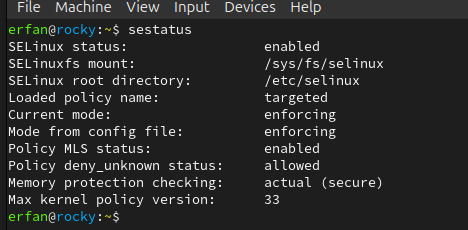 File Machine View Input Devices Help
erfan@rocky:~$ sestatus
SELinux status:                 enabled
SELinuxfs mount:                /sys/fs/selinux
SELinux root directory:         /etc/selinux
Loaded policy name:             targeted
Current mode:                   enforcing
Mode from config file:          enforcing
Policy MLS status:              enabled
Policy deny_unknown status:     allowed
Memory protection checking:     actual (secure)
Max kernel policy version:      33
erfan@rocky:~$